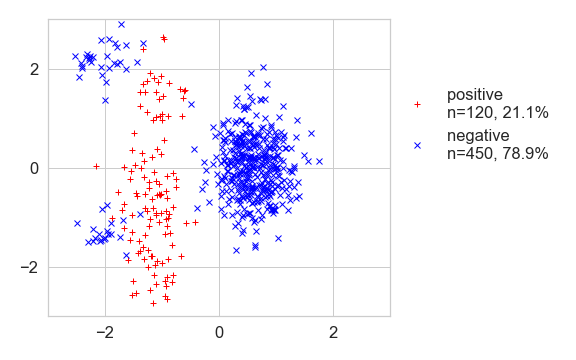 2
0
−2
−2
0
2
positive
n=120, 21.1%
negative
n=450, 78.9%